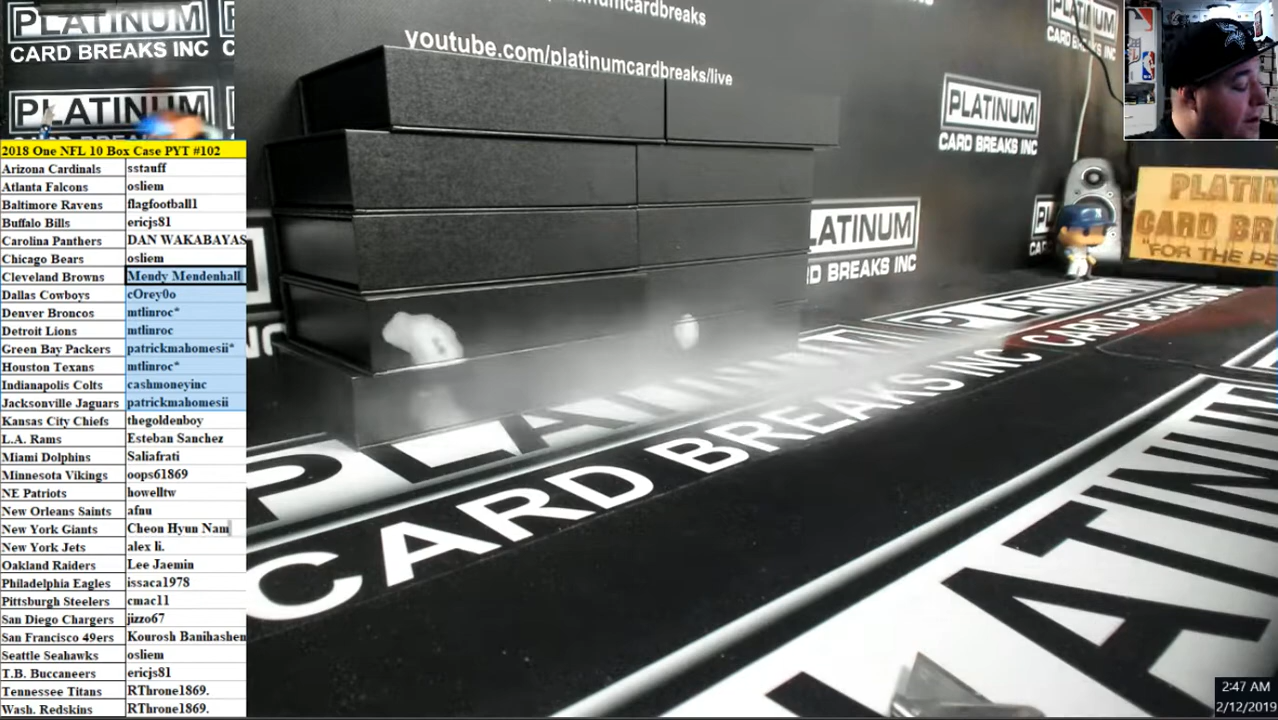 PLATINUM
CARD BREAKS INC
PLATINUM
youtube.com/platinumcardbreaks/live
PLATINUM
CARD BREAKS INC
LATINUM
CARD BREAKS INC
PLATIN
CARD BR
"FOR THE PE
CARD BREAKS INC
CARD BREAKS INC
2018 One NFL 10 Box Case PYT #102
Arizona Cardinals sstauff
Atlanta Falcons osliem
Baltimore Ravens flagfootball1
Buffalo Bills ericjs81
Carolina Panthers DAN WAKABAYAS
Chicago Bears osliem
Cleveland Browns Mendy Mendenhall
Dallas Cowboys cOrey0o
Denver Broncos mtlinroc*
Detroit Lions mtlinroc
Green Bay Packers patrickmahomesii*
Houston Texans mtlinroc*
Indianapolis Colts cashmoneyinc
Jacksonville Jaguars patrickmahomesii
Kansas City Chiefs thegoldenboy
L.A. Rams Esteban Sanchez
Miami Dolphins Saliafrati
Minnesota Vikings oops61869
NE Patriots howelltw
New Orleans Saints afnu
New York Giants Cheon Hyun Nam
New York Jets alex li.
Oakland Raiders Lee Jaemin
Philadelphia Eagles issaca1978
Pittsburgh Steelers cmac11
San Diego Chargers jizzo67
San Francisco 49ers Kourosh Banihashen
Seattle Seahawks osliem
T.B. Buccaneers ericjs81
Tennessee Titans RThrone1869.
Wash. Redskins RThrone1869.
2:47 AM
2/12/2019